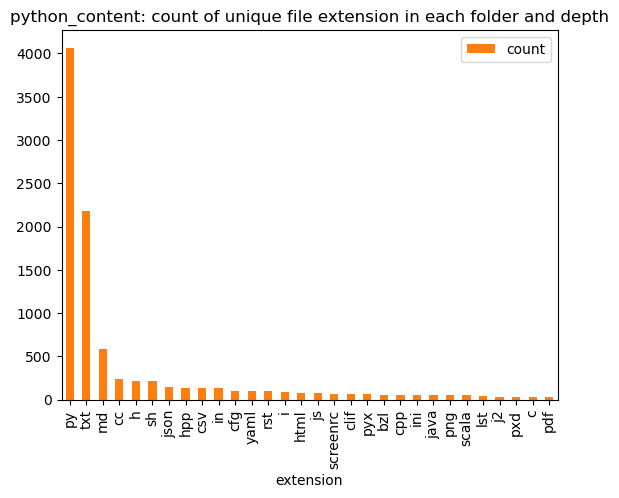 python_content: count of unique file extension in each folder and depth
count
4000
3500
3000
2500
2000
1500
1000
500
0
py
txt
md
cc
h
sh
json
hpp
csv
in
cfg
yaml
rst
i
html
js
screenrc
clif
pyx
bzl
cpp
ini
java
png
scala
lst
j2
pxd
c
pdf
extension